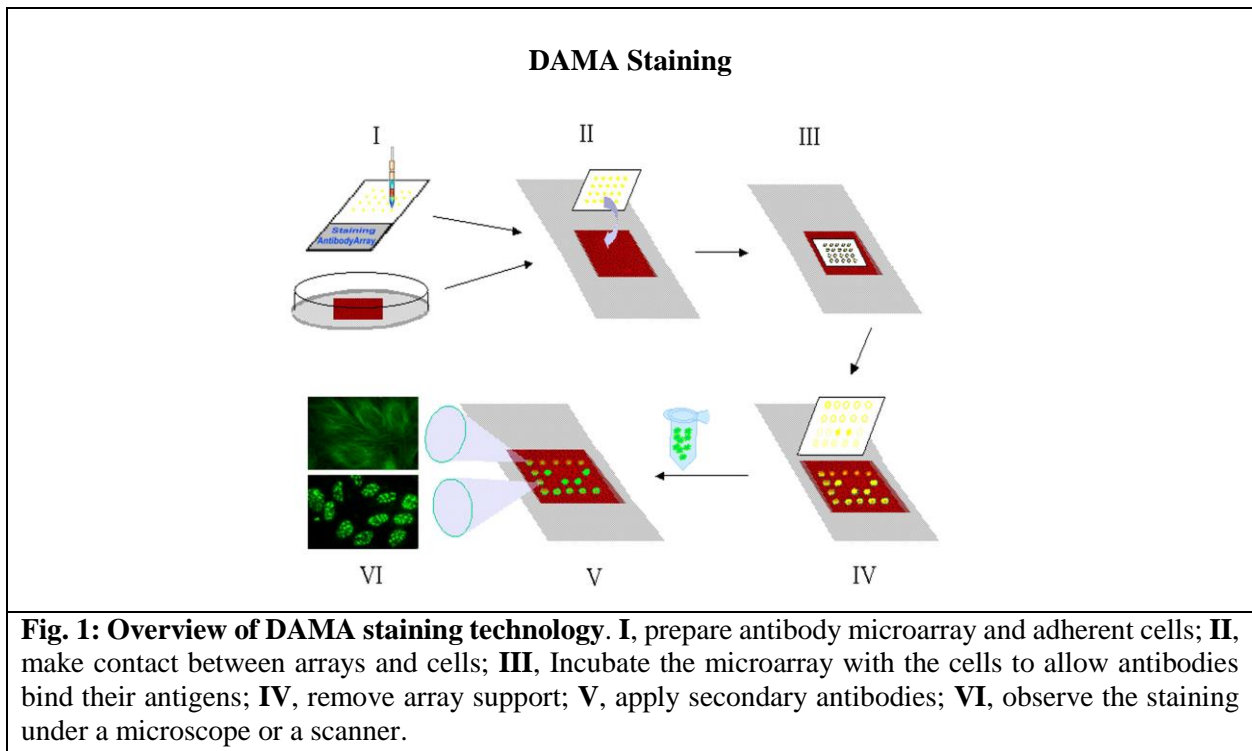 DAMA Staining
I
II
III
Staining
AntibodyArray
VI
V
IV
Fig. 1: Overview of DAMA staining technology. I, prepare antibody microarray and adherent cells; II,
make contact between arrays and cells; III, Incubate the microarray with the cells to allow antibodies
bind their antigens; IV, remove array support; V, apply secondary antibodies; VI, observe the staining
under a microscope or a scanner.